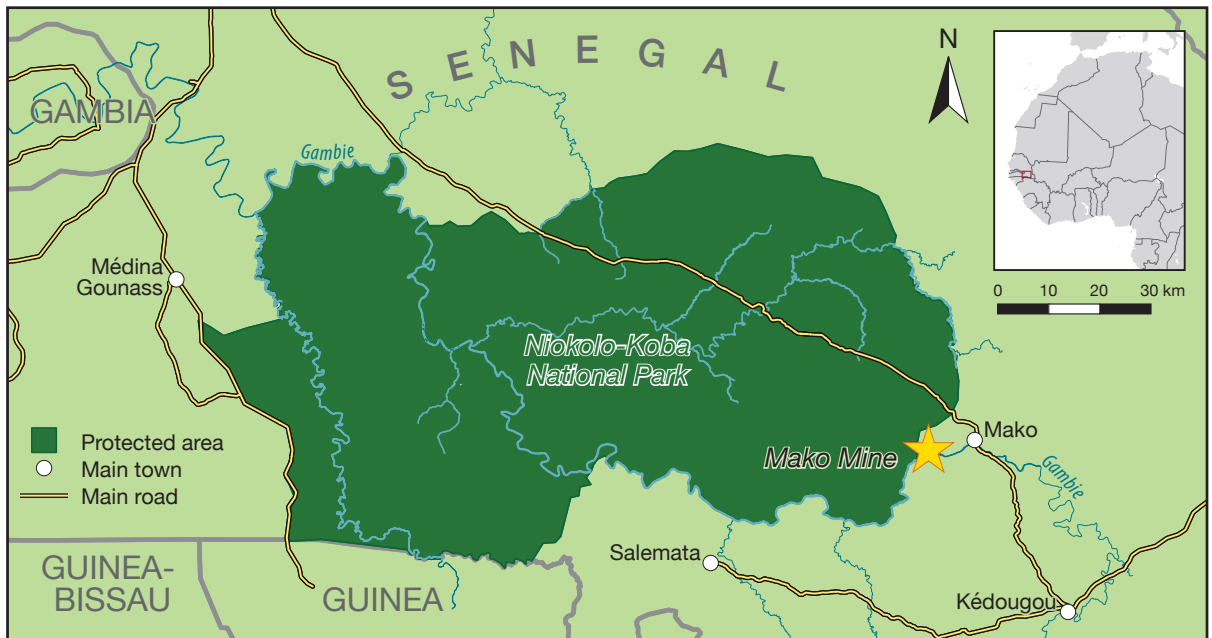 SENEGAL
N
GAMBIA
Gambie
Médina
Gounass
0 10 20 30 km
Niokolo-Koba
National Park
Protected area
Main town
Main road
Mako Mine
Mako
Gambie
Salemata
Kédougou
GUINEA-
BISSAU
GUINEA